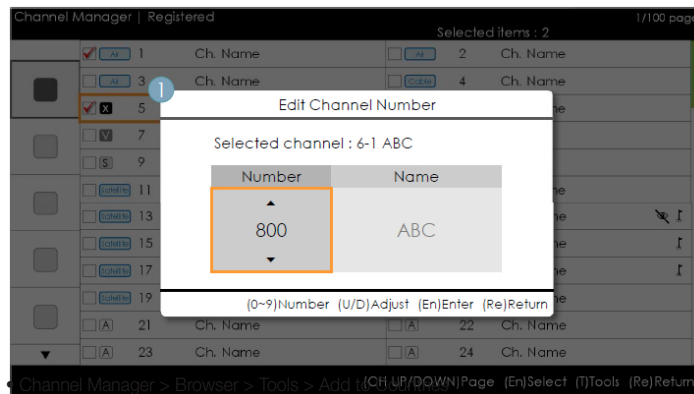 Channel Manager | Registered 1/100 page
Selected items : 2
Air 1 Ch. Name Air 2 Ch. Name
Air 3 Ch. Name Cable 4 Ch. Name
X 5
1
Edit Channel Number
V 7
Selected channel : 6-1 ABC
S 9
Number Name
Satellite 11
800 ABC
Satellite 13
Satellite 15
Satellite 17
Satellite 19
(0~9)Number (U/D)Adjust (En)Enter (Re)Return
A 21 Ch. Name A 22 Ch. Name
A 23 Ch. Name A 24 Ch. Name
(CH UP/DOWN)Page (En)Select (T)Tools (Re)Return
• Channel Manager > Browser > Tools > Add to Countries